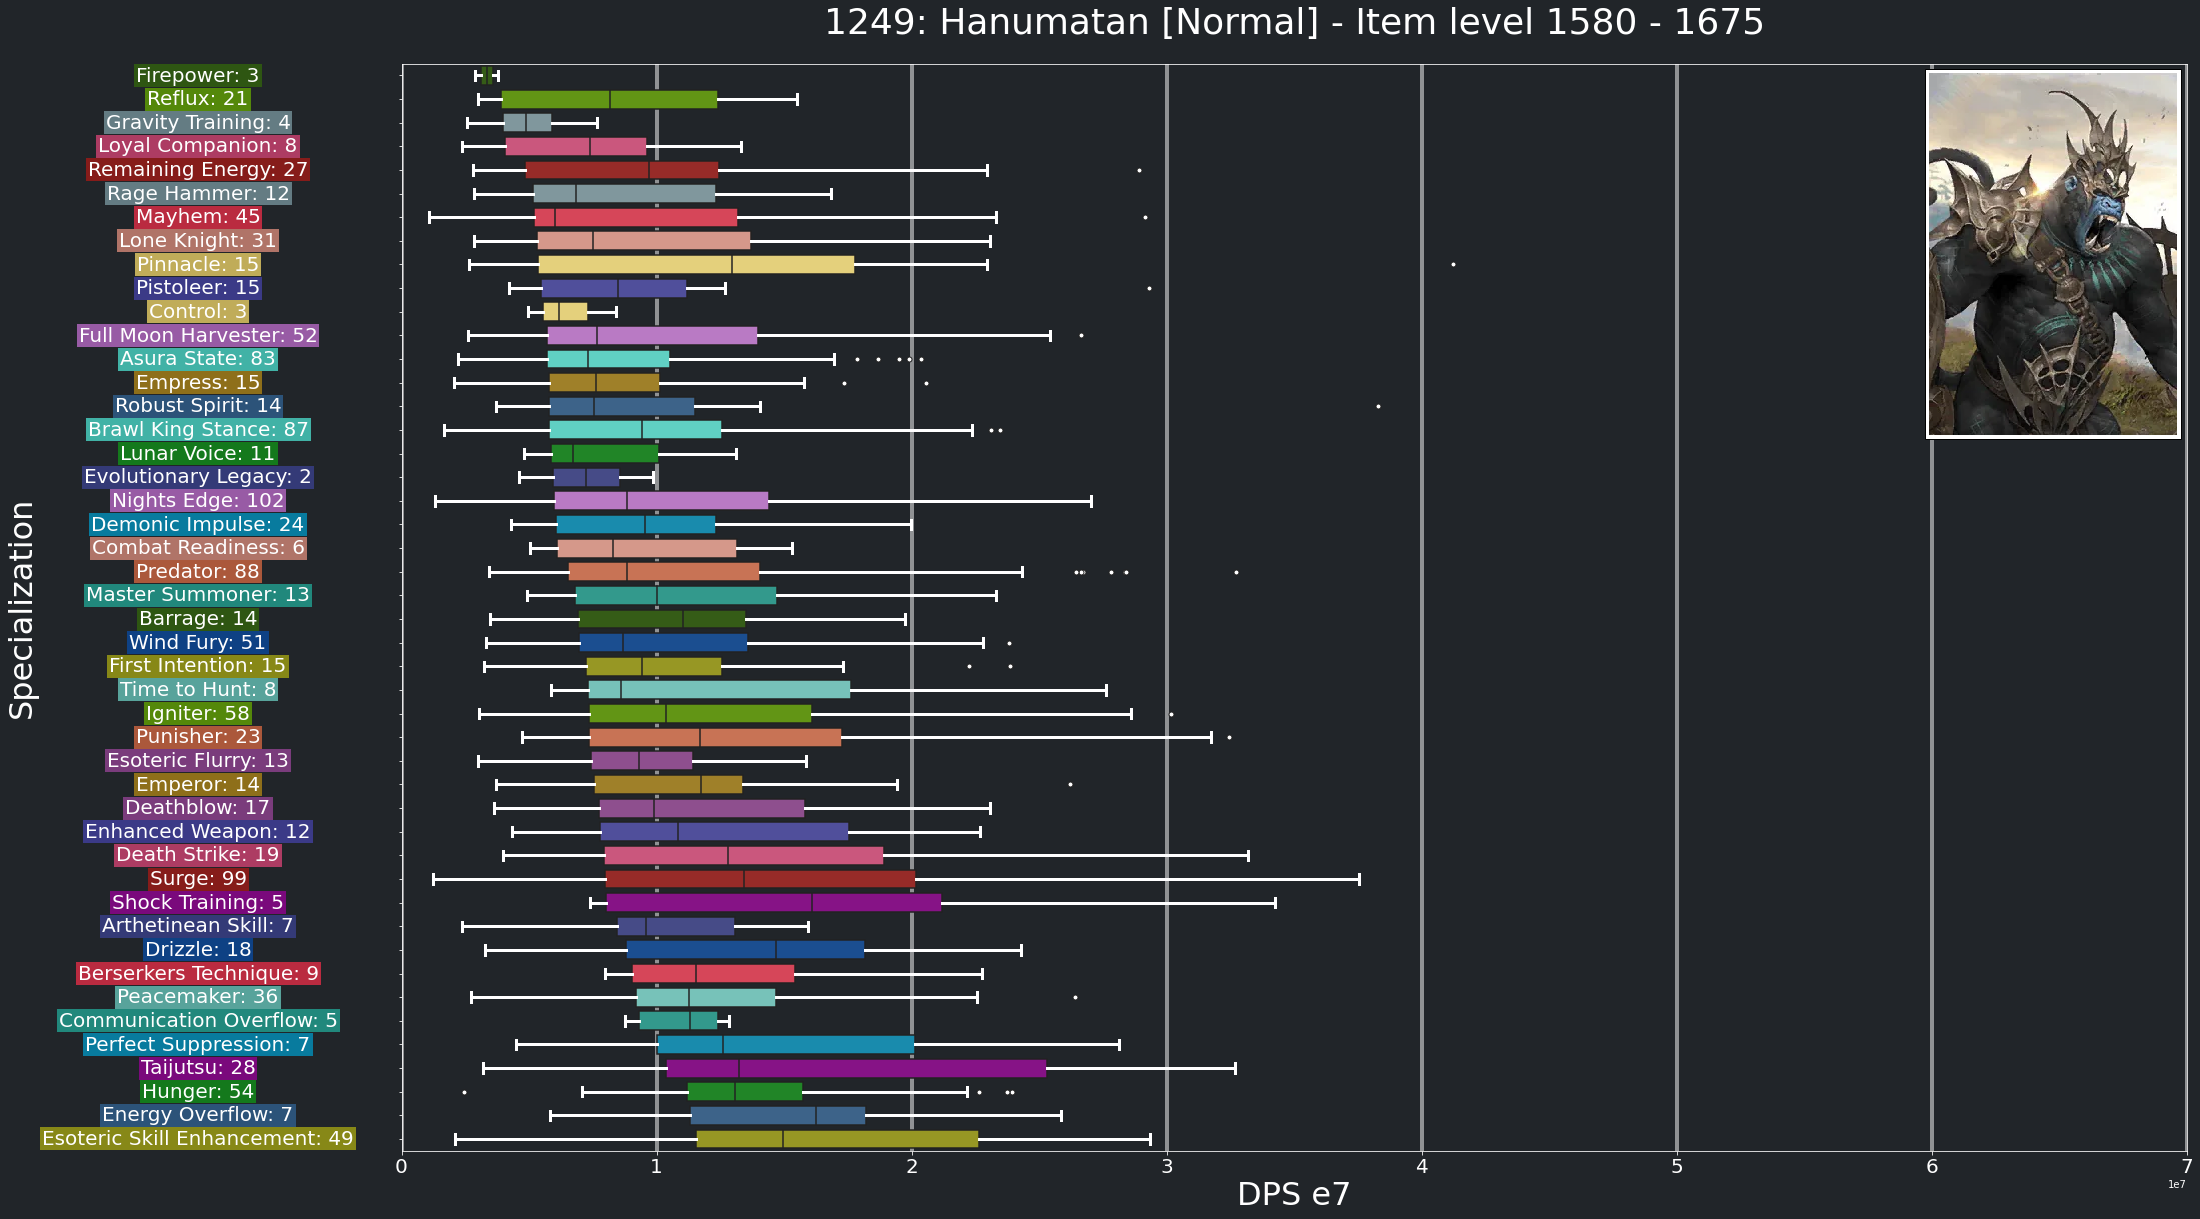 1249: Hanumatan [Normal] - Item level 1580 - 1675
Specialization
Firepower: 3
Reflux: 21
Gravity Training: 4
Loyal Companion: 8
Remaining Energy: 27
Rage Hammer: 12
Mayhem: 45
Lone Knight: 31
Pinnacle: 15
Pistoleer: 15
Control: 3
Full Moon Harvester: 52
Asura State: 83
Empress: 15
Robust Spirit: 14
Brawl King Stance: 87
Lunar Voice: 11
Evolutionary Legacy: 2
Nights Edge: 102
Demonic Impulse: 24
Combat Readiness: 6
Predator: 88
Master Summoner: 13
Barrage: 14
Wind Fury: 51
First Intention: 15
Time to Hunt: 8
Igniter: 58
Punisher: 23
Esoteric Flurry: 13
Emperor: 14
Deathblow: 17
Enhanced Weapon: 12
Death Strike: 19
Surge: 99
Shock Training: 5
Arthetinean Skill: 7
Drizzle: 18
Berserkers Technique: 9
Peacemaker: 36
Communication Overflow: 5
Perfect Suppression: 7
Taijutsu: 28
Hunger: 54
Energy Overflow: 7
Esoteric Skill Enhancement: 49
0 1 2 3 4 5 6 7
1e7
DPS e7